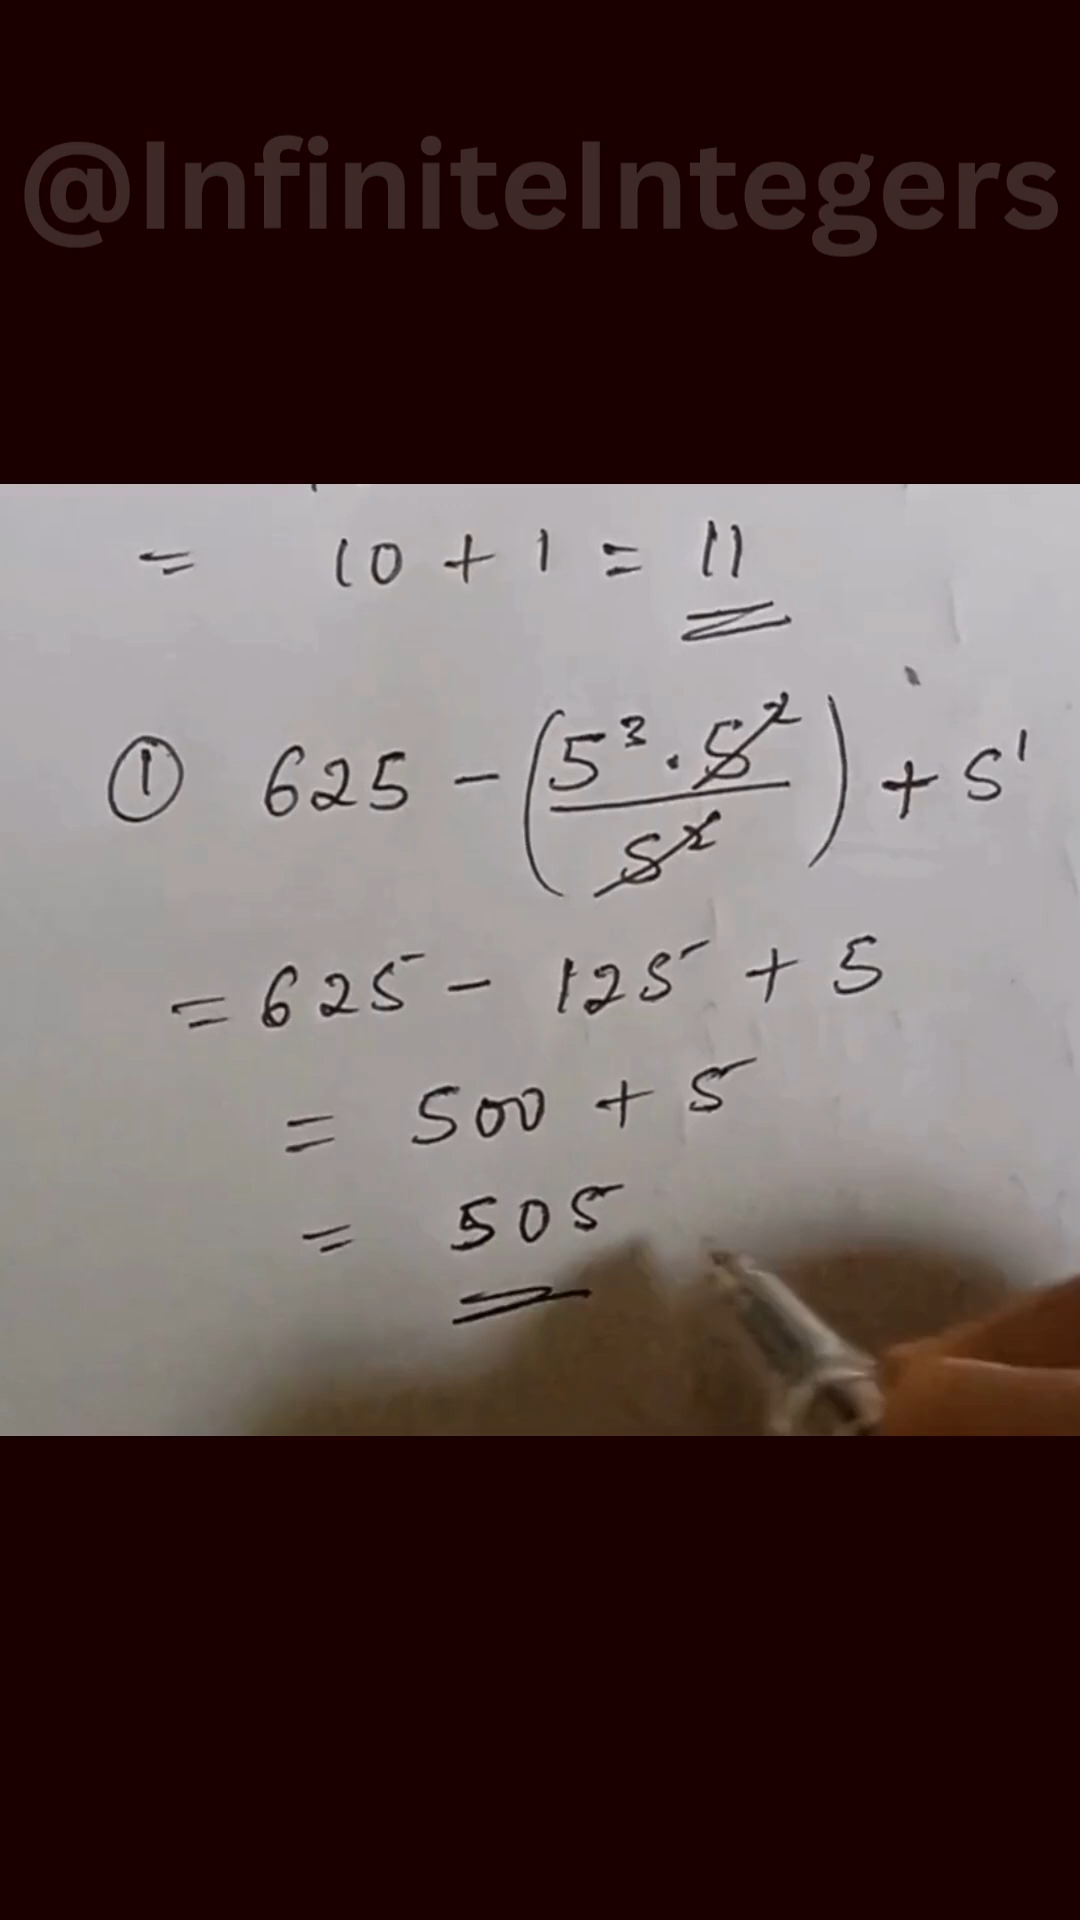 @InfiniteIntegers
= 10 + 1 = 11
① 625 - (5³ · 5² / 5²) + 5¹
= 625 - 125 + 5
= 500 + 5
= 505